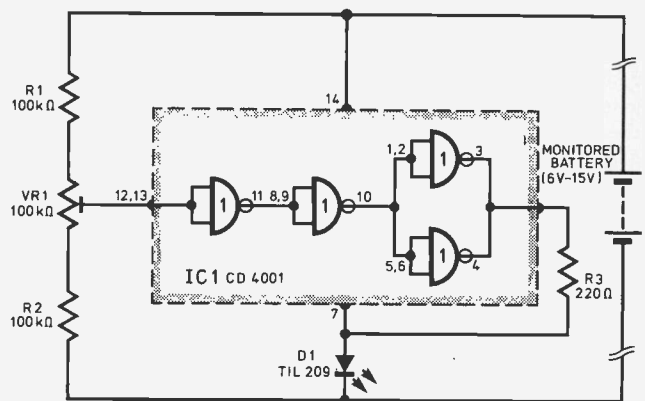 R1
100kΩ
VR1
100kΩ
R2
100kΩ
14
12,13
1
11
8,9
1
10
1,2
1
3
5,6
1
4
IC1 CD 4001
7
D1
TIL 209
MONITORED
BATTERY
(6V-15V)
R3
220Ω